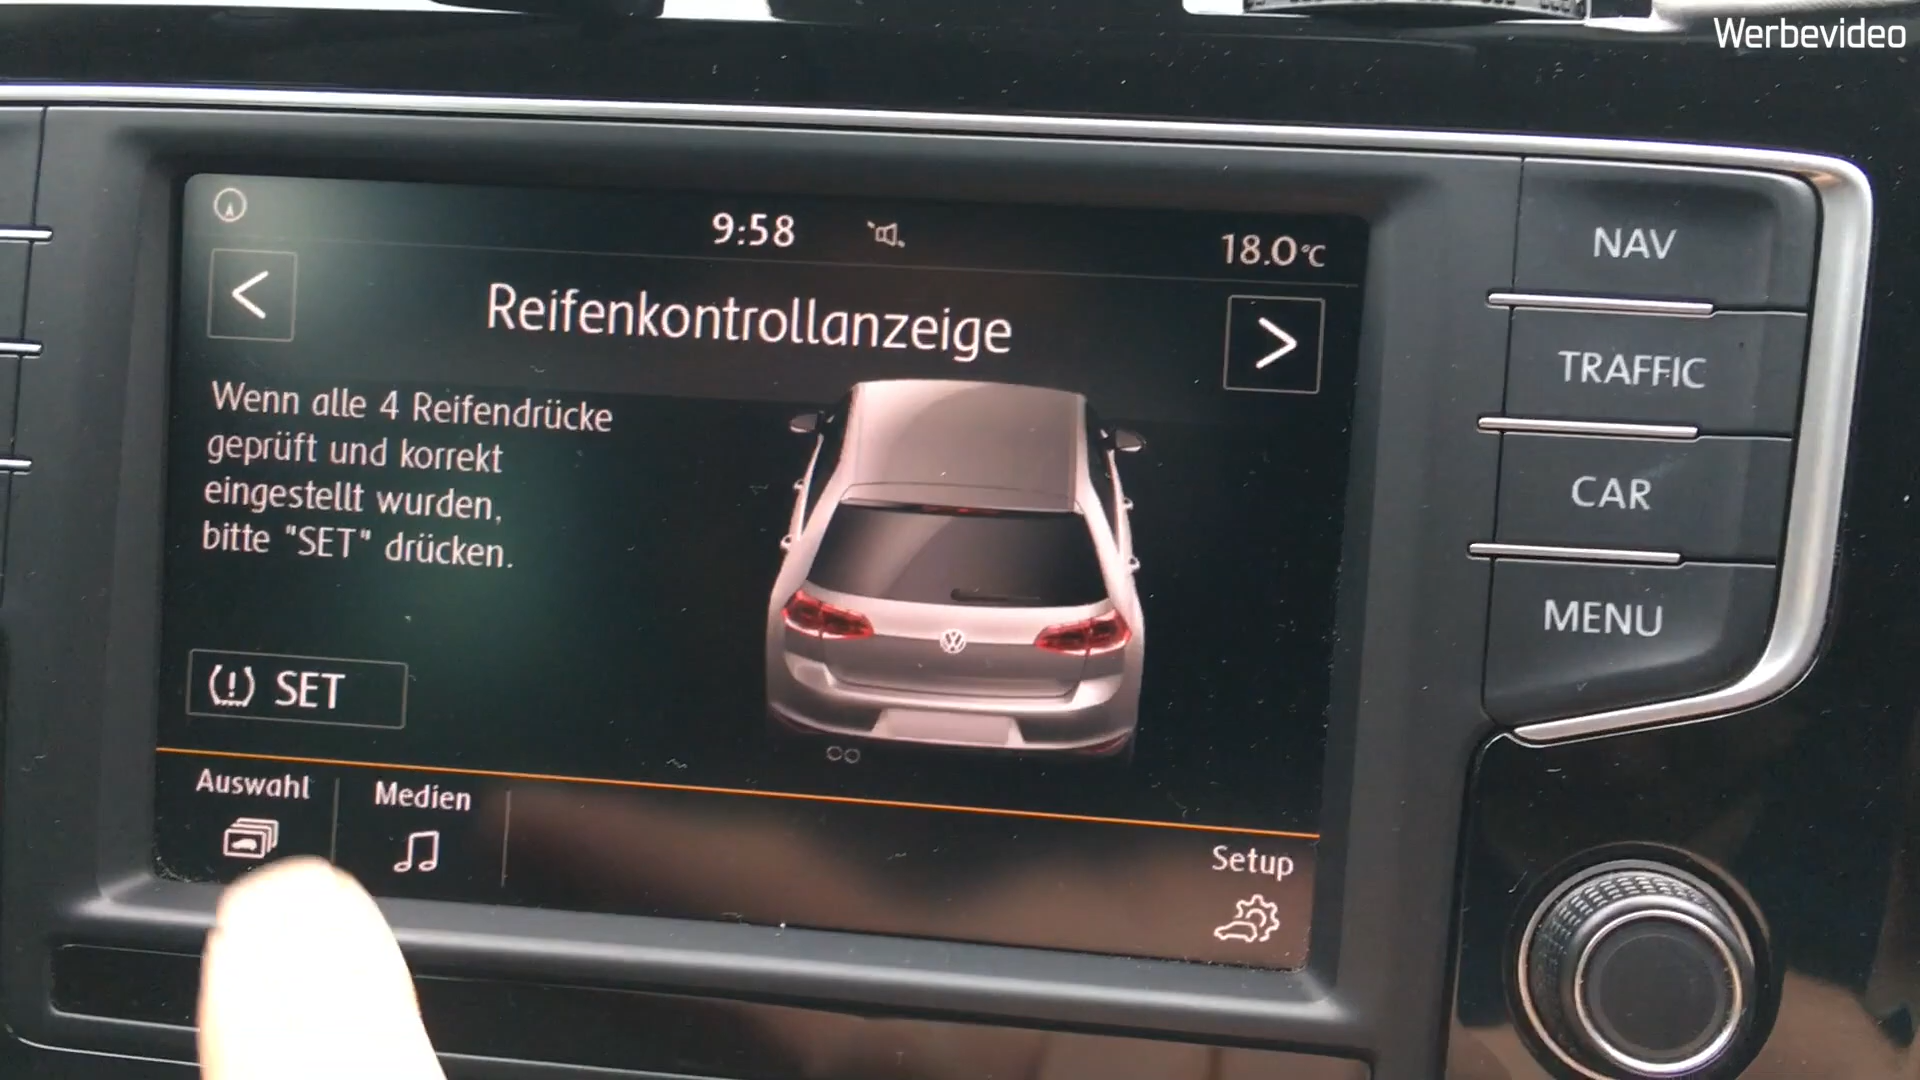 Werbevideo
9:58
18.0°C
Reifenkontrollanzeige
Wenn alle 4 Reifendrücke
geprüft und korrekt
eingestellt wurden,
bitte "SET" drücken.
SET
Auswahl
Medien
Setup
NAV
TRAFFIC
CAR
MENU